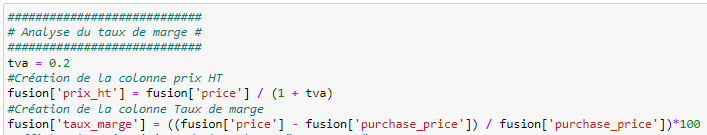 ###########################
# Analyse du taux de marge #
###########################
tva = 0.2
#Création de la colonne prix HT
fusion['prix_ht'] = fusion['price'] / (1 + tva)
#Création de la colonne Taux de marge
fusion['taux_marge'] = ((fusion['price'] - fusion['purchase_price']) / fusion['purchase_price'])*100